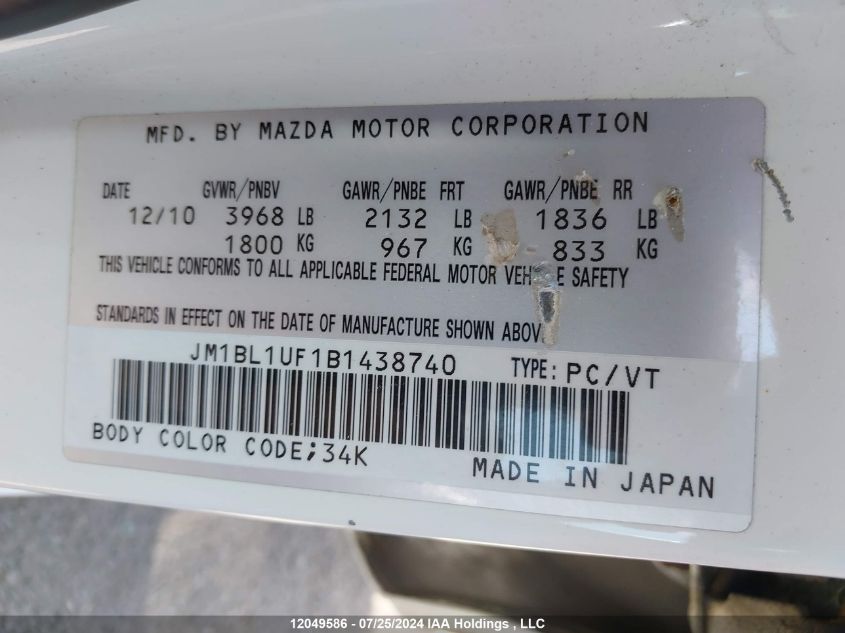 MFD. BY MAZDA MOTOR CORPORATION
DATE GVWR/PNBV GAWR/PNBE FRT GAWR/PNBE RR
12/10 3968 LB 2132 LB 1836 LB
1800 KG 967 KG 833 KG
THIS VEHICLE CONFORMS TO ALL APPLICABLE FEDERAL MOTOR VEH E SAFETY
STANDARDS IN EFFECT ON THE DATE OF MANUFACTURE SHOWN ABOV
JM1BL1UF1B1438740 TYPE: PC/VT
BODY COLOR CODE;34K
MADE IN JAPAN
12049586 - 07/25/2024 IAA Holdings , LLC